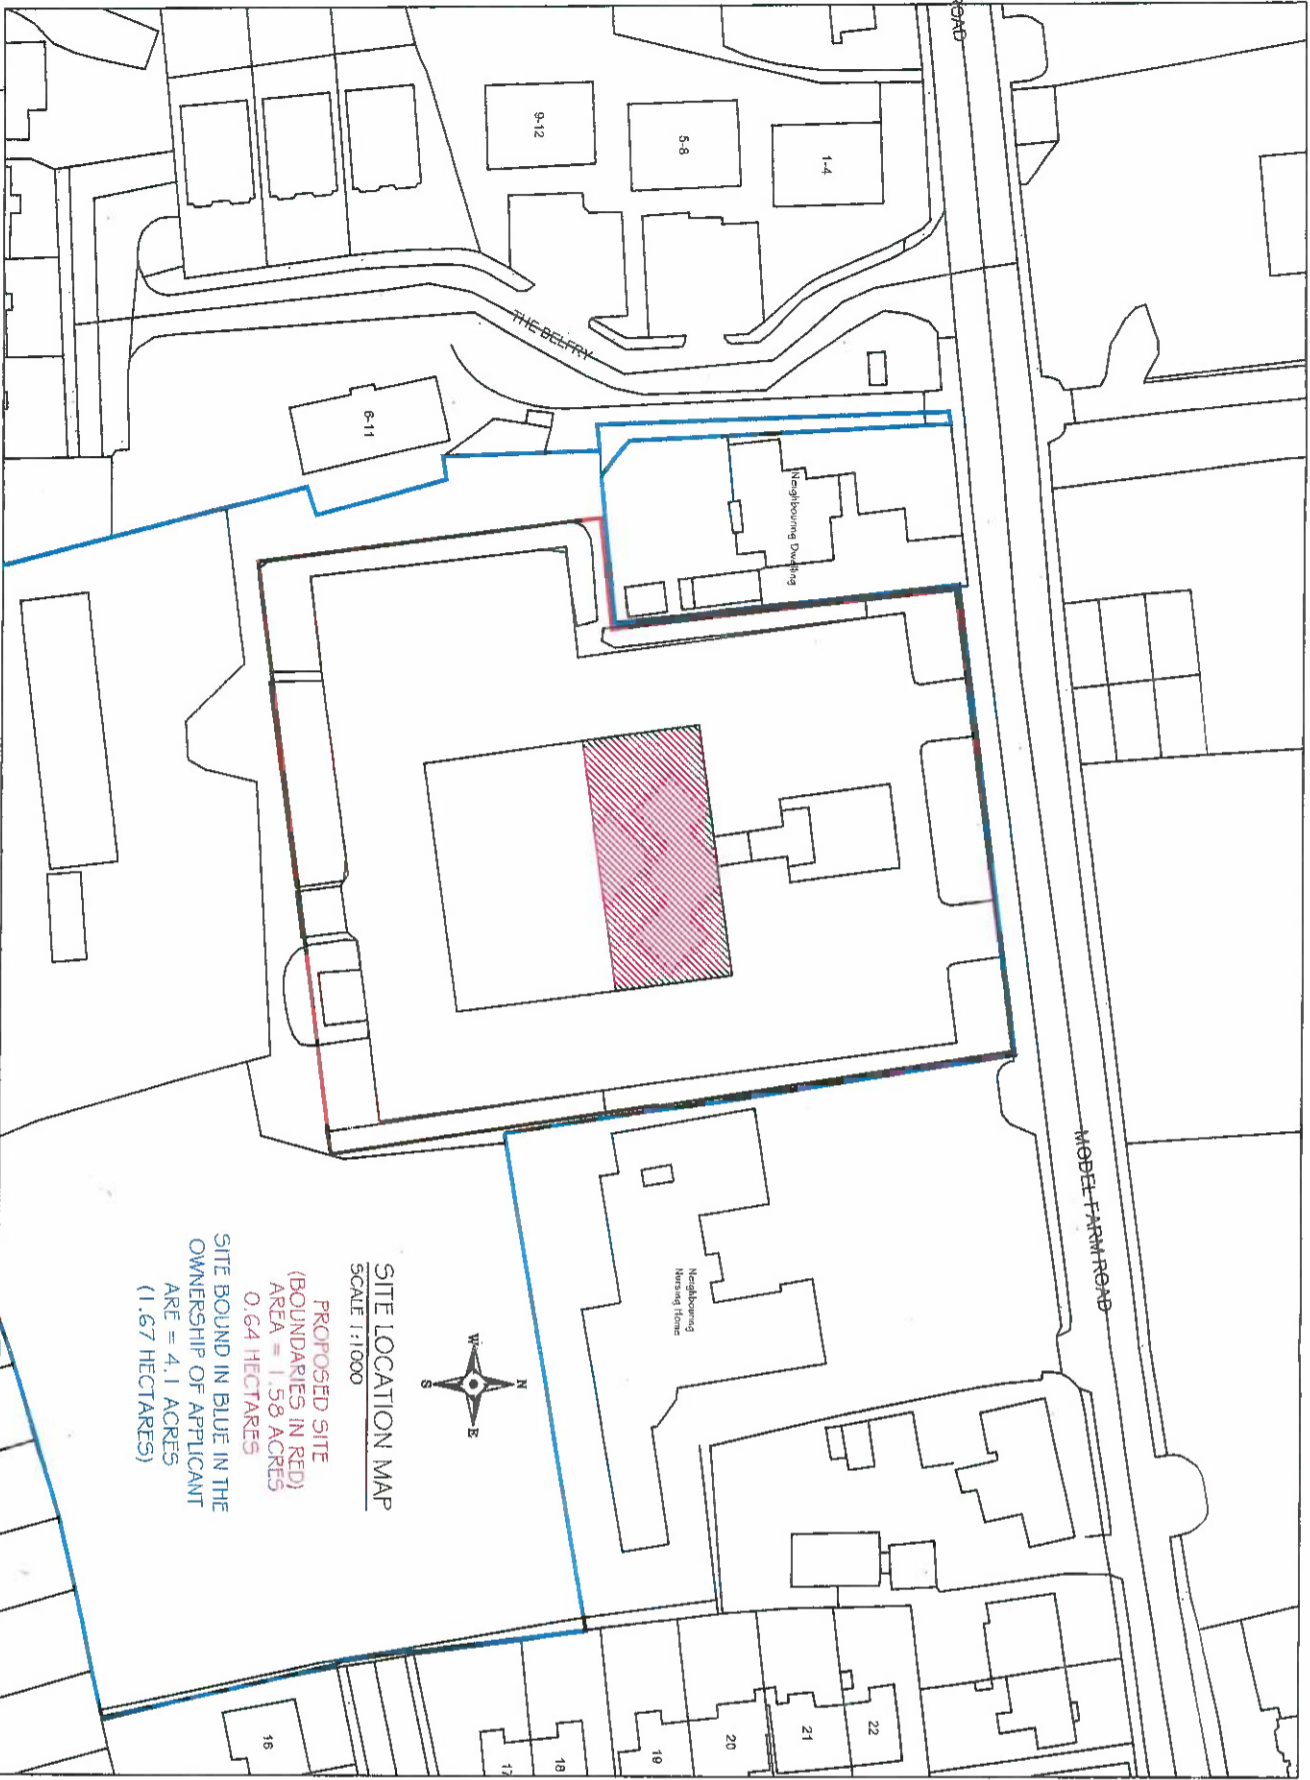 ROAD
1-4
5-8
9-12
THE BELFRY
6-11
Neighbouring Dwelling
MODEL FARM ROAD
Neighbouring
Nursing Home
N
W
E
S
SITE LOCATION MAP
SCALE 1:1000
PROPOSED SITE
(BOUNDARIES IN RED)
AREA = 1.58 ACRES
0.64 HECTARES
SITE BOUND IN BLUE IN THE
OWNERSHIP OF APPLICANT
ARE = 4.1 ACRES
(1.67 HECTARES)
22
21
20
19
18
17
16